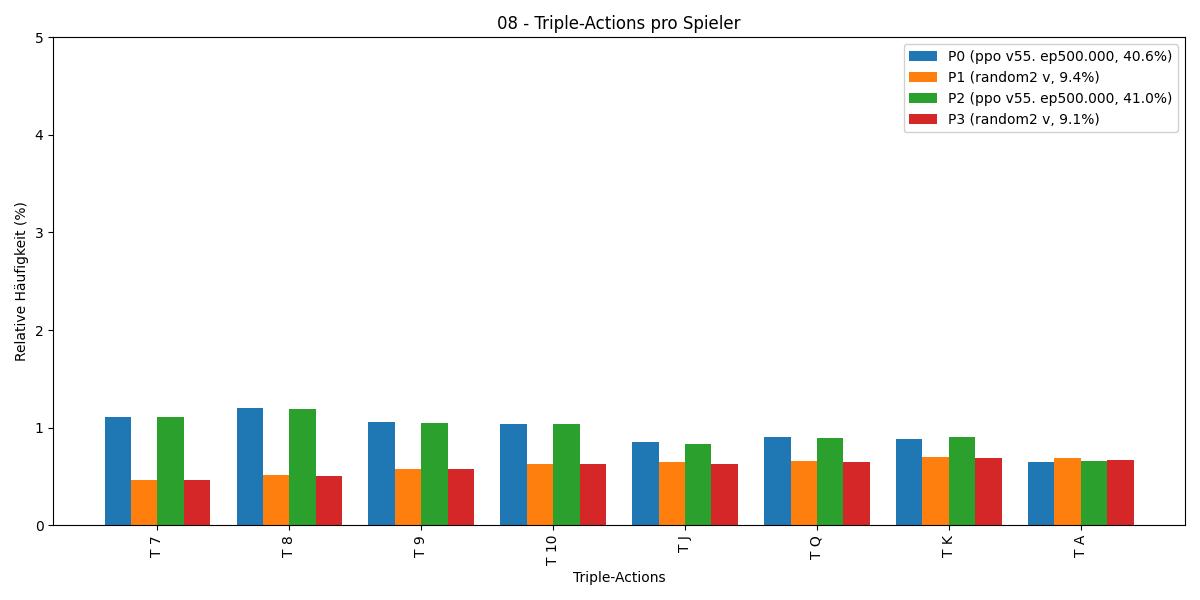 08 - Triple-Actions pro Spieler
P0 (ppo v55. ep500.000, 40.6%)
P1 (random2 v, 9.4%)
P2 (ppo v55. ep500.000, 41.0%)
P3 (random2 v, 9.1%)
Relative Häufigkeit (%)
5
4
3
2
1
0
T 7
T 8
T 9
T 10
T J
T Q
T K
T A
Triple-Actions